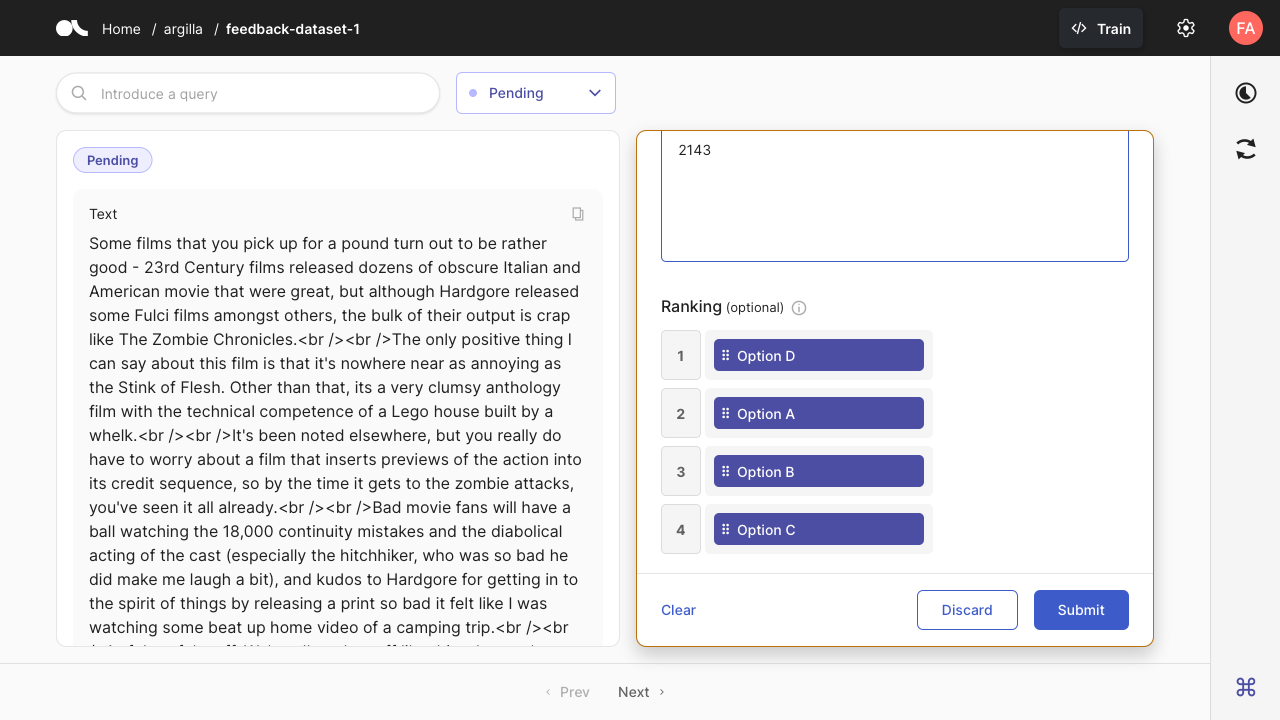 Home / argilla / feedback-dataset-1
Train
FA
Introduce a query
Pending
Pending
Text
Some films that you pick up for a pound turn out to be rather
good - 23rd Century films released dozens of obscure Italian and
American movie that were great, but although Hardgore released
some Fulci films amongst others, the bulk of their output is crap
like The Zombie Chronicles.<br /><br />The only positive thing I
can say about this film is that it's nowhere near as annoying as
the Stink of Flesh. Other than that, its a very clumsy anthology
film with the technical competence of a Lego house built by a
whelk.<br /><br />It's been noted elsewhere, but you really do
have to worry about a film that inserts previews of the action into
its credit sequence, so by the time it gets to the zombie attacks,
you've seen it all already.<br /><br />Bad movie fans will have a
ball watching the 18,000 continuity mistakes and the diabolical
acting of the cast (especially the hitchhiker, who was so bad he
did make me laugh a bit), and kudos to Hardgore for getting in to
the spirit of things by releasing a print so bad it felt like I was
watching some beat up home video of a camping trip.<br /><br
2143
Ranking (optional)
1 Option D
2 Option A
3 Option B
4 Option C
Clear
Discard
Submit
Prev
Next